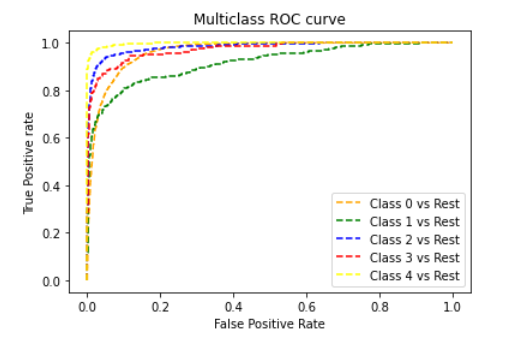 Multiclass ROC curve
True Positive rate
1.0
0.8
0.6
0.4
0.2
0.0
Class 0 vs Rest
Class 1 vs Rest
Class 2 vs Rest
Class 3 vs Rest
Class 4 vs Rest
0.0 0.2 0.4 0.6 0.8 1.0
False Positive Rate